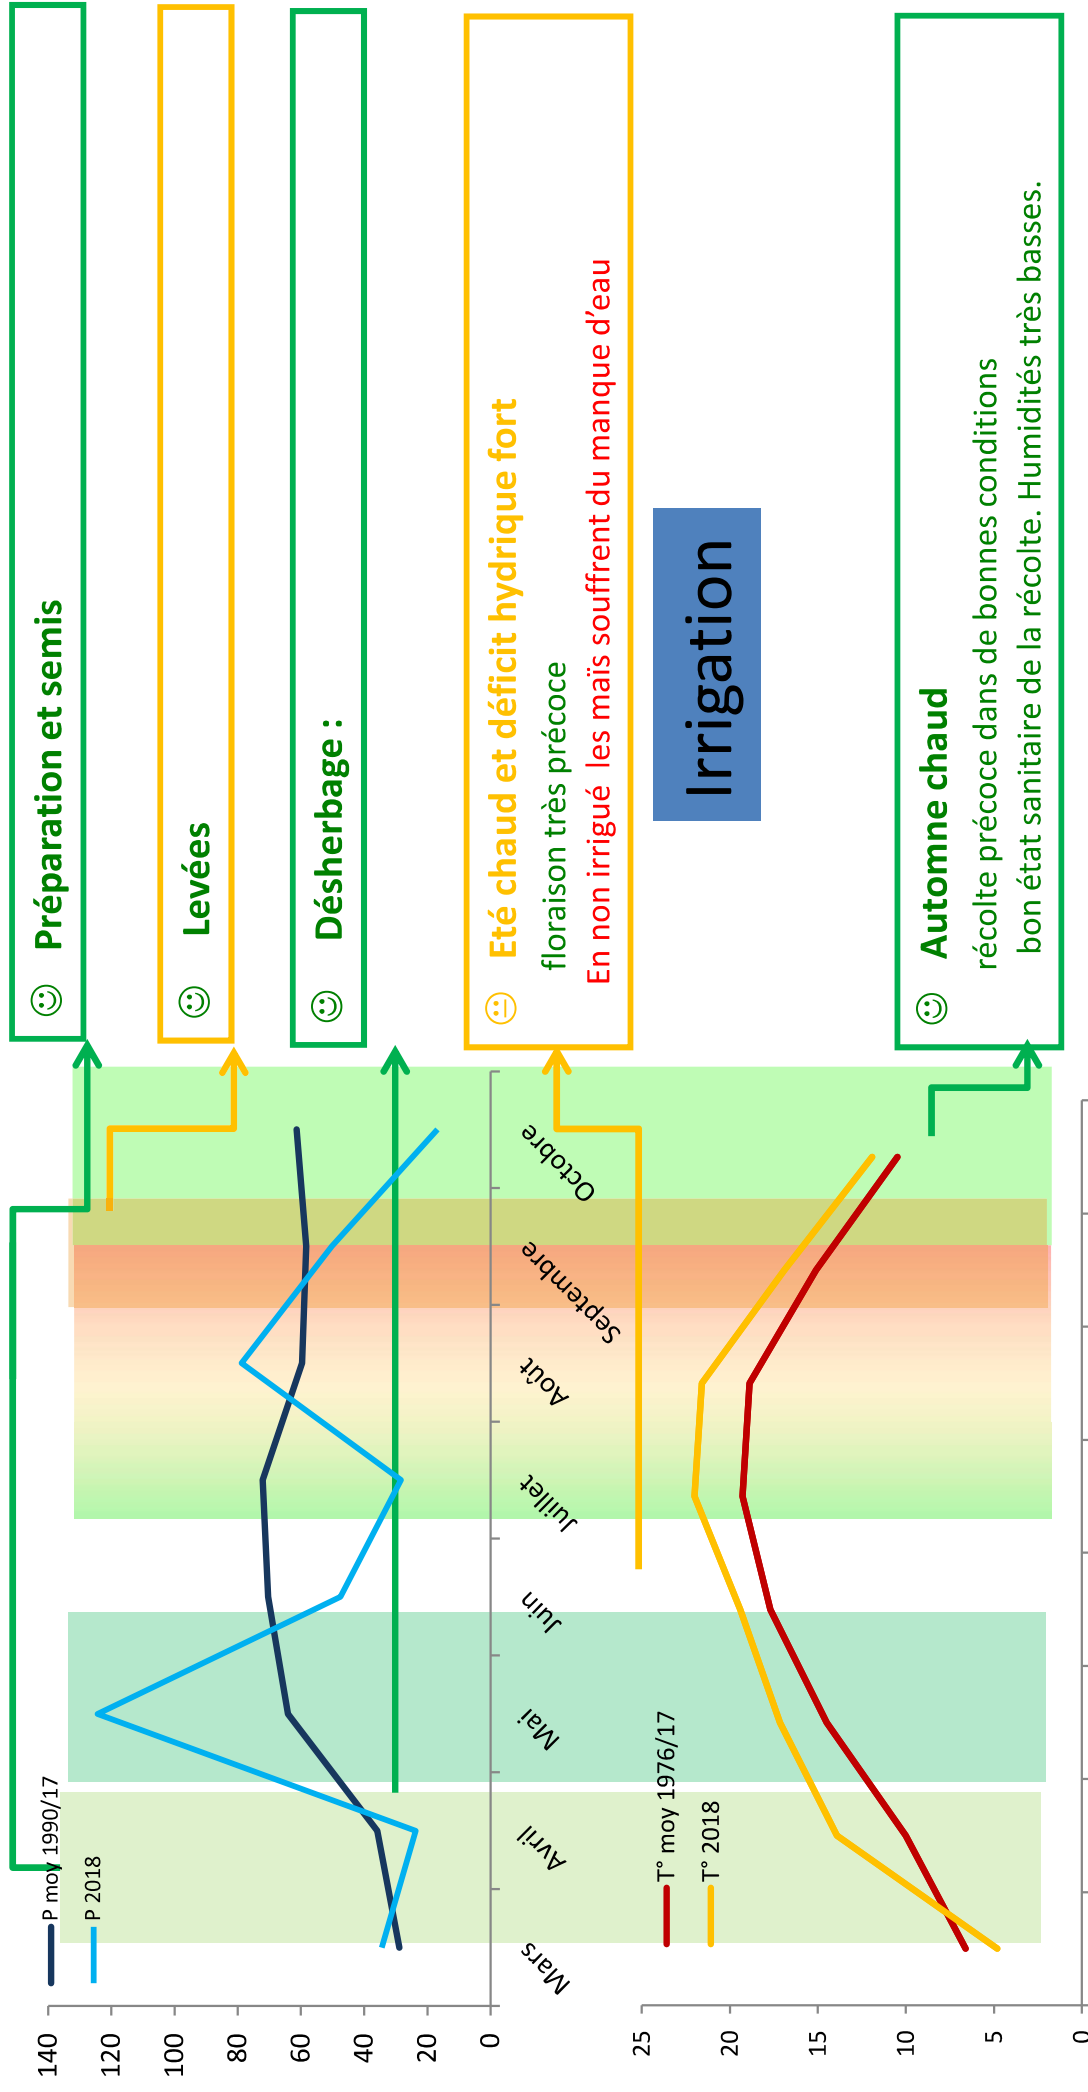 140
120
100
80
60
40
20
0
P moy 1990/17
P 2018
Mars
Avril
Mai
Juin
Juillet
Août
Septembre
Octobre
25
20
15
10
5
0
T° moy 1976/17
T° 2018
Préparation et semis
Levées
Désherbage :
Eté chaud et déficit hydrique fort
floraison très précoce
En non irrigué les maïs souffrent du manque d’eau
Irrigation
Automne chaud
récolte précoce dans de bonnes conditions
bon état sanitaire de la récolte. Humidités très basses.